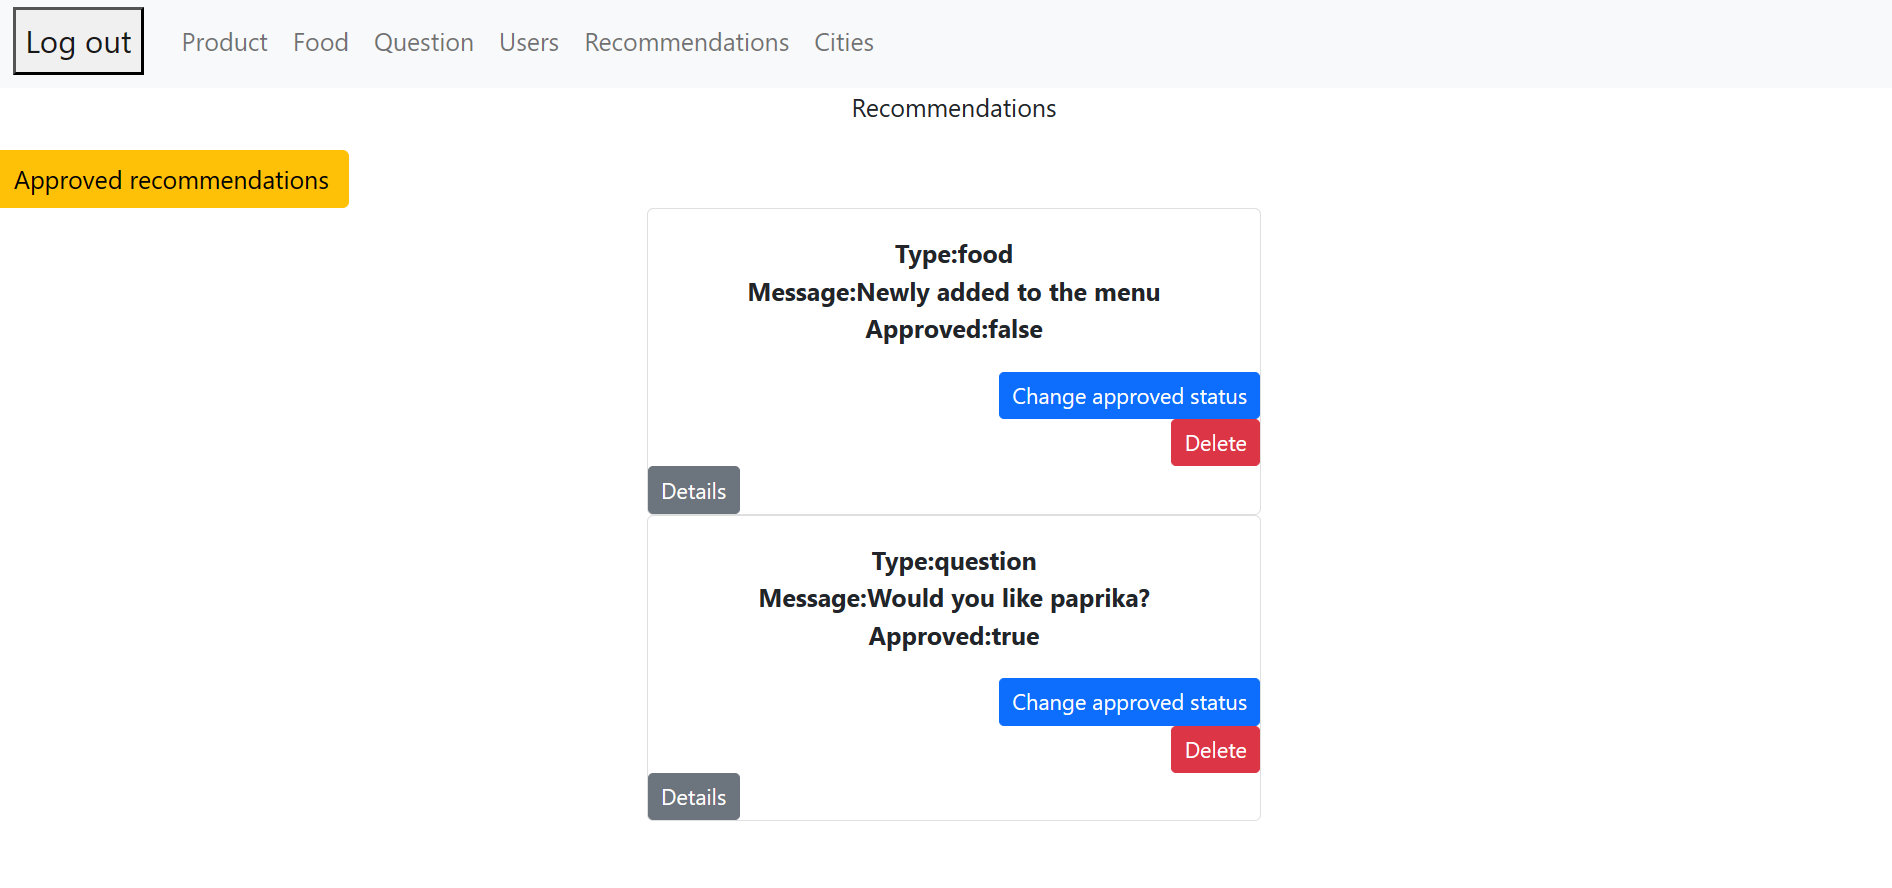 Log out Product Food Question Users Recommendations Cities
Recommendations
Approved recommendations
Type:food
Message:Newly added to the menu
Approved:false
Change approved status
Delete
Details
Type:question
Message:Would you like paprika?
Approved:true
Change approved status
Delete
Details